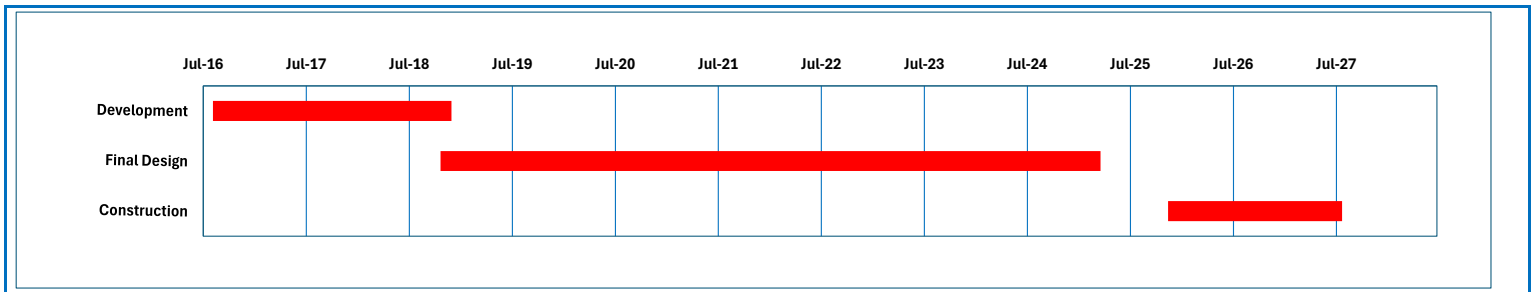 Jul-16 Jul-17 Jul-18 Jul-19 Jul-20 Jul-21 Jul-22 Jul-23 Jul-24 Jul-25 Jul-26 Jul-27
Development
Final Design
Construction